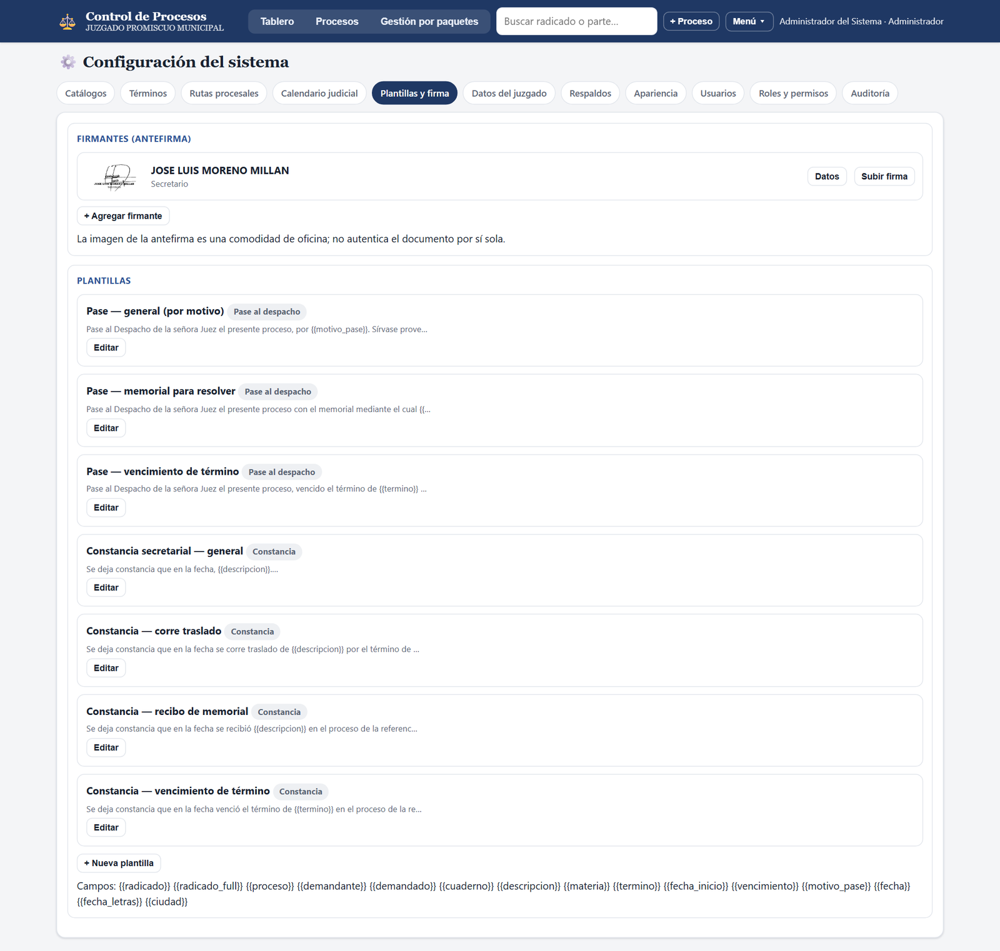 Control de Procesos
JUZGADO PROMISCUO MUNICIPAL
Tablero
Procesos
Gestión por paquetes
Buscar radicado o parte...
+ Proceso
Menú
Administrador del Sistema · Administrador
Configuración del sistema
Catálogos
Términos
Rutas procesales
Calendario judicial
Plantillas y firma
Datos del juzgado
Respaldos
Apariencia
Usuarios
Roles y permisos
Auditoría
FIRMANTES (ANTEFIRMA)
JOSE LUIS MORENO MILLAN
JOSE LUIS MORENO MILLAN
Secretario
Datos
Subir firma
+ Agregar firmante
La imagen de la antefirma es una comodidad de oficina; no autentica el documento por sí sola.
PLANTILLAS
Pase — general (por motivo) Pase al despacho
Pase al Despacho de la señora Juez el presente proceso, por {{motivo_pase}}. Sírvase prove...
Editar
Pase — memorial para resolver Pase al despacho
Pase al Despacho de la señora Juez el presente proceso con el memorial mediante el cual {{...
Editar
Pase — vencimiento de término Pase al despacho
Pase al Despacho de la señora Juez el presente proceso, vencido el término de {{termino}} ...
Editar
Constancia secretarial — general Constancia
Se deja constancia que en la fecha, {{descripcion}}....
Editar
Constancia — corre traslado Constancia
Se deja constancia que en la fecha se corre traslado de {{descripcion}} por el término de ...
Editar
Constancia — recibo de memorial Constancia
Se deja constancia que en la fecha se recibió {{descripcion}} en el proceso de la referenc...
Editar
Constancia — vencimiento de término Constancia
Se deja constancia que en la fecha venció el término de {{termino}} en el proceso de la re...
Editar
+ Nueva plantilla
Campos: {{radicado}} {{radicado_full}} {{proceso}} {{demandante}} {{demandado}} {{cuaderno}} {{descripcion}} {{materia}} {{termino}} {{fecha_inicio}} {{vencimiento}} {{motivo_pase}} {{fecha}}
{{fecha_letras}} {{ciudad}}